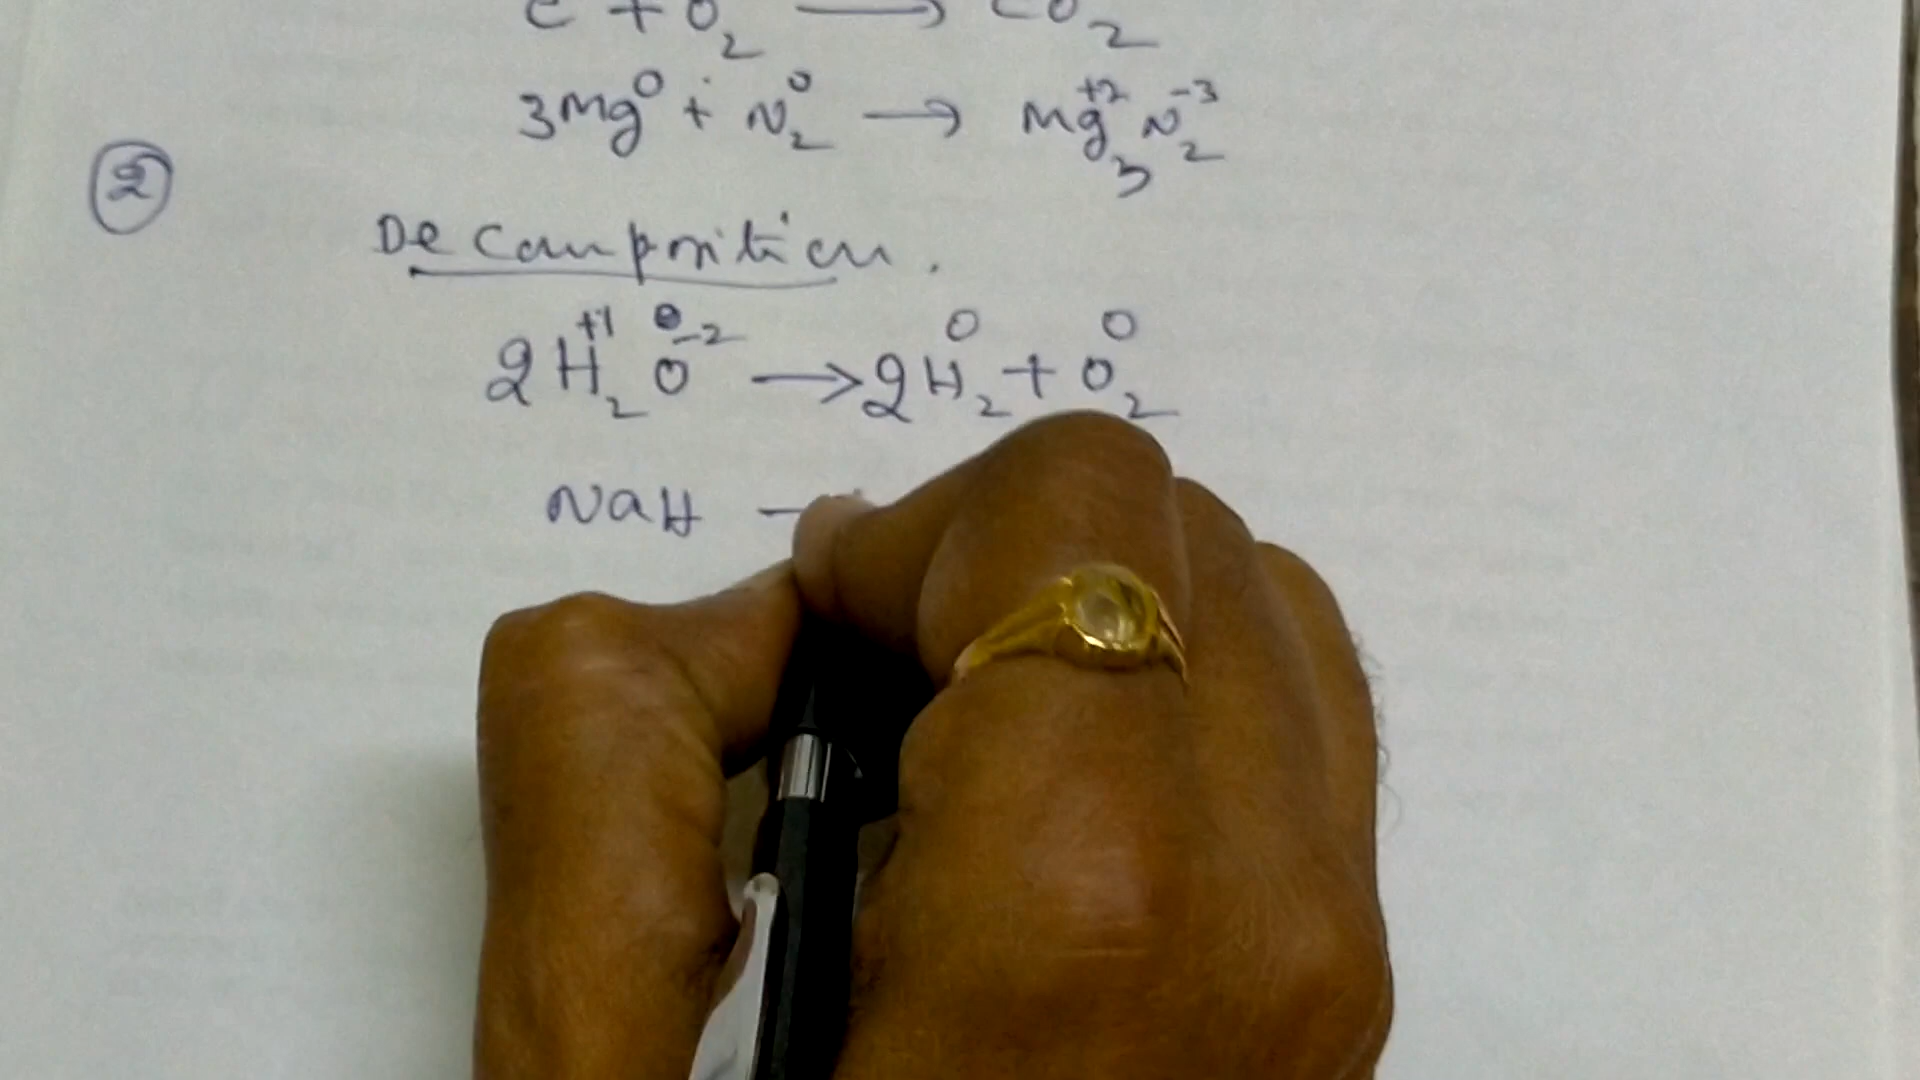 C + O₂ → CO₂
3Mg⁰ + N₂⁰ → Mg₃⁺²N₂⁻³
②
Decomposition.
2H₂⁺¹O⁻² → 2H₂⁰ + O₂⁰
NaH —